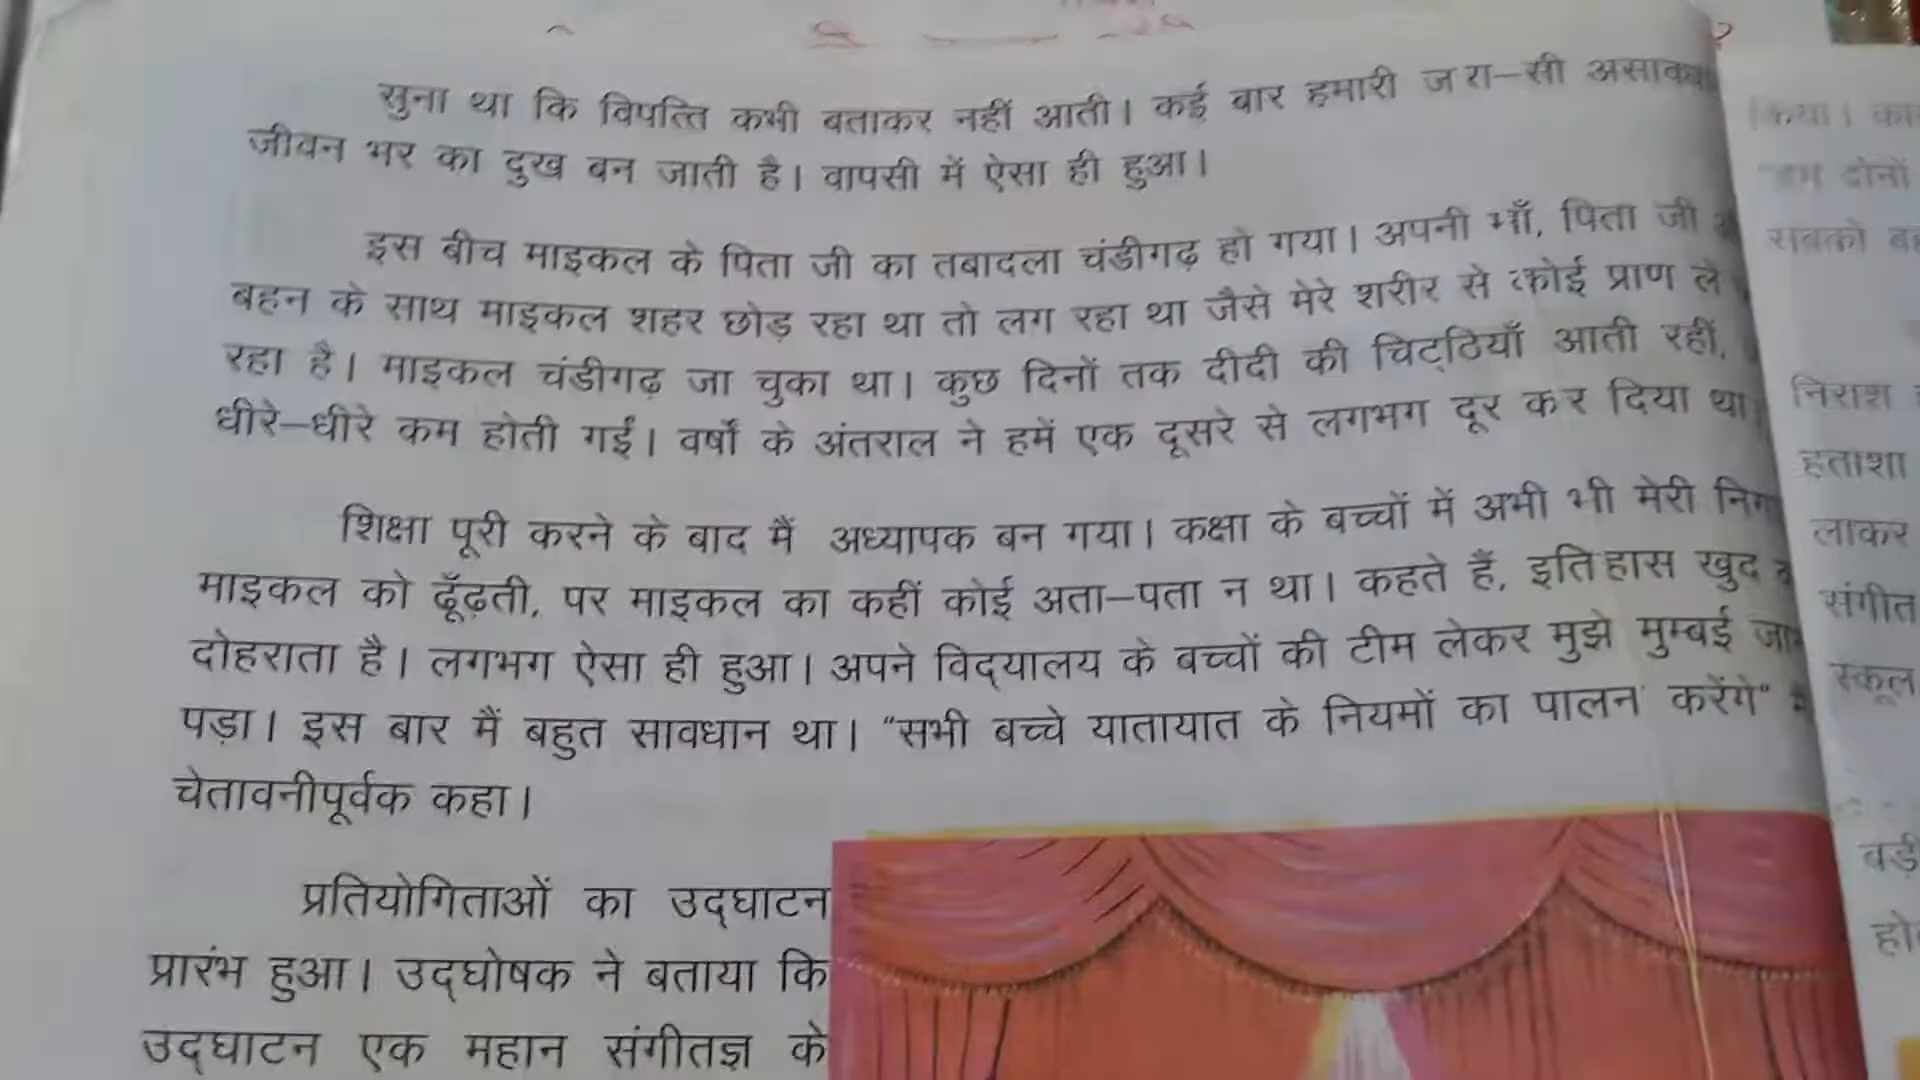 सुना था कि विपत्ति कभी बताकर नहीं आती। कई बार हमारी जरा–सी
जीवन भर का दुख बन जाती है। वापसी में ऐसा ही हुआ।
इस बीच माइकल के पिता जी का तबादला चंडीगढ़ हो गया। अपनी माँ, पिता जी
बहन के साथ माइकल शहर छोड़ रहा था तो लग रहा था जैसे मेरे शरीर से कोई प्राण ले
रहा है। माइकल चंडीगढ़ जा चुका था। कुछ दिनों तक दीदी की चिट्ठियाँ आती रहीं,
धीरे–धीरे कम होती गईं। वर्षों के अंतराल ने हमें एक दूसरे से लगभग दूर कर दिया था
शिक्षा पूरी करने के बाद मैं अध्यापक बन गया। कक्षा के बच्चों में अभी भी मेरी
माइकल को ढूँढ़ती, पर माइकल का कहीं कोई अता–पता न था। कहते हैं, इतिहास खुद
दोहराता है। लगभग ऐसा ही हुआ। अपने विद्यालय के बच्चों की टीम लेकर मुझे मुम्बई
पड़ा। इस बार मैं बहुत सावधान था। "सभी बच्चे यातायात के नियमों का पालन करेंगे"
चेतावनीपूर्वक कहा।
प्रतियोगिताओं का उद्घाटन
प्रारंभ हुआ। उद्घोषक ने बताया कि
उद्घाटन एक महान संगीतज्ञ के
किया।
दोनों
सबको
निराश
हताशा
लाकर
संगीत
स्कूल